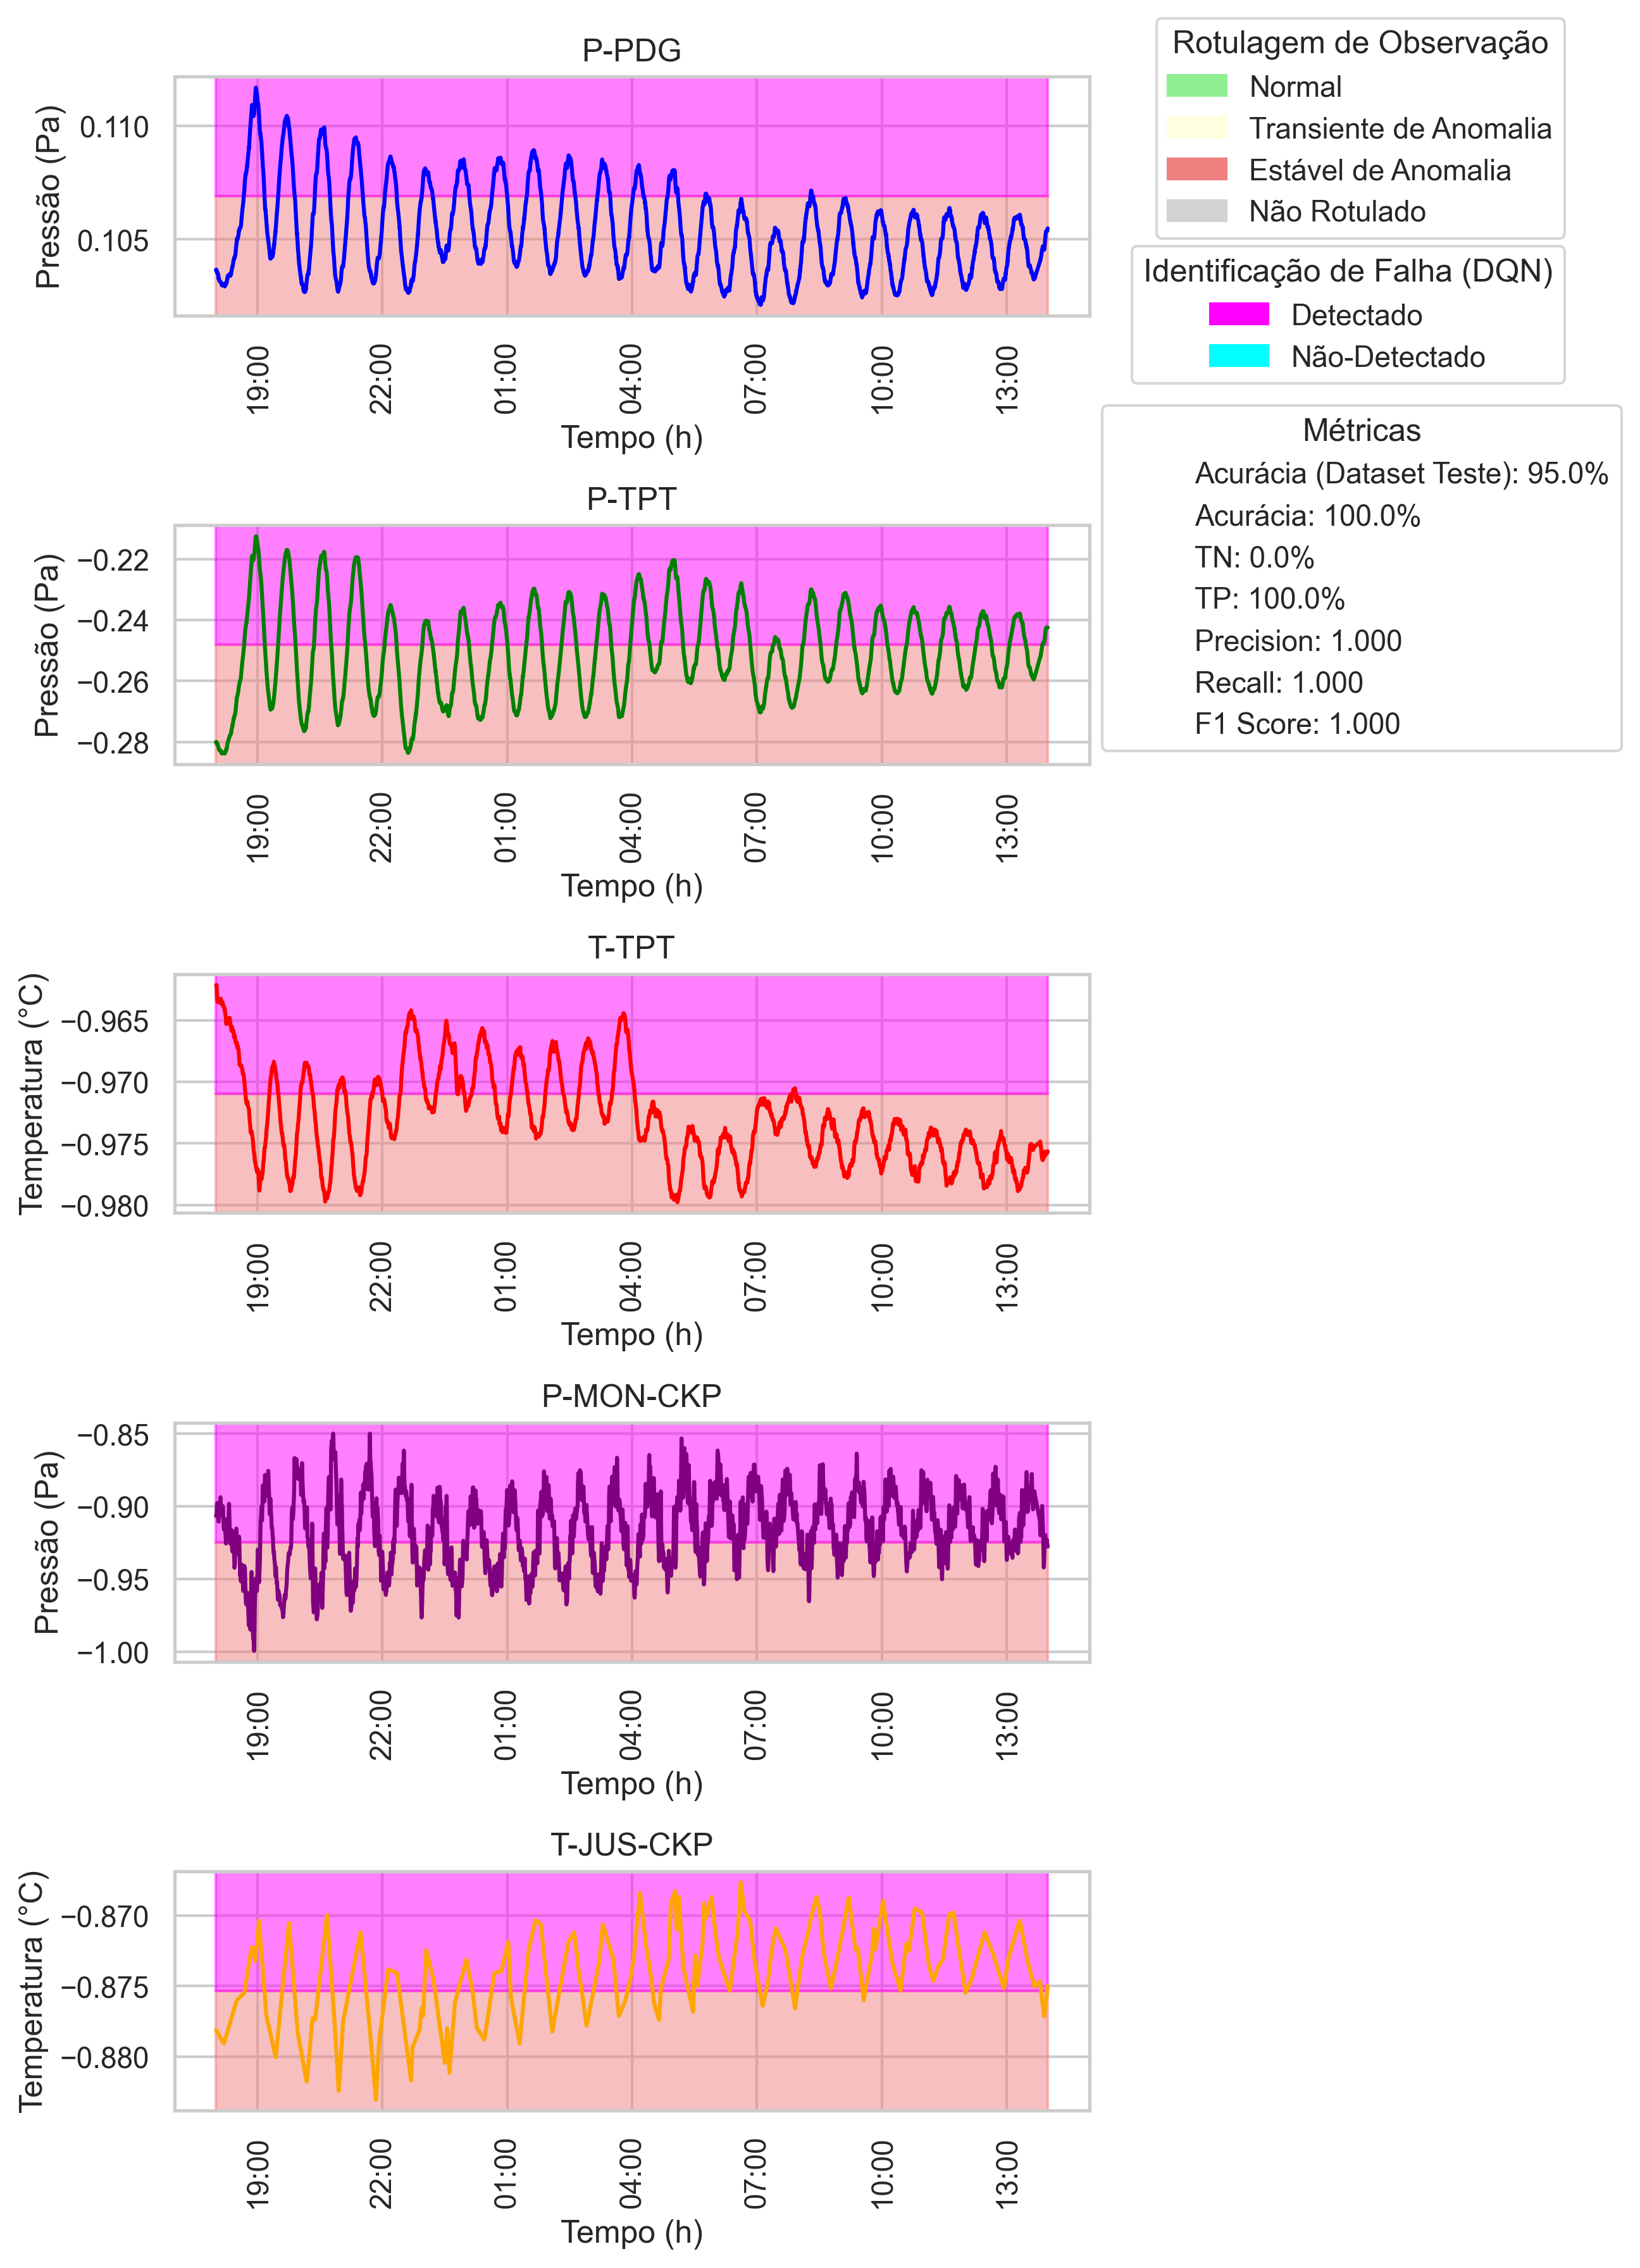 P-PDG
Pressão (Pa)
0.110
0.105
19:00
22:00
01:00
04:00
07:00
10:00
13:00
Tempo (h)
Rotulagem de Observação
Normal
Transiente de Anomalia
Estável de Anomalia
Não Rotulado
Identificação de Falha (DQN)
Detectado
Não-Detectado
Métricas
Acurácia (Dataset Teste): 95.0%
Acurácia: 100.0%
TN: 0.0%
TP: 100.0%
Precision: 1.000
Recall: 1.000
F1 Score: 1.000
P-TPT
Pressão (Pa)
−0.22
−0.24
−0.26
−0.28
19:00
22:00
01:00
04:00
07:00
10:00
13:00
Tempo (h)
T-TPT
Temperatura (°C)
−0.965
−0.970
−0.975
−0.980
19:00
22:00
01:00
04:00
07:00
10:00
13:00
Tempo (h)
P-MON-CKP
Pressão (Pa)
−0.85
−0.90
−0.95
−1.00
19:00
22:00
01:00
04:00
07:00
10:00
13:00
Tempo (h)
T-JUS-CKP
Temperatura (°C)
−0.870
−0.875
−0.880
19:00
22:00
01:00
04:00
07:00
10:00
13:00
Tempo (h)